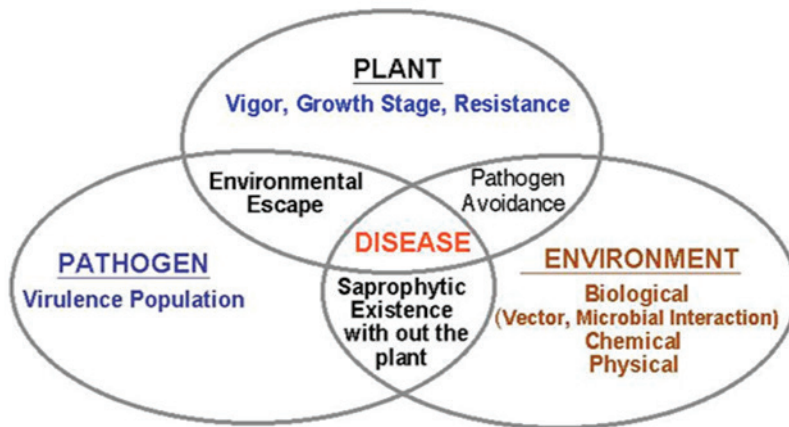 PLANT
Vigor, Growth Stage, Resistance
Environmental
Escape
Pathogen
Avoidance
DISEASE
PATHOGEN
Virulence Population
Saprophytic
Existence
with out the
plant
ENVIRONMENT
Biological
(Vector, Microbial Interaction)
Chemical
Physical